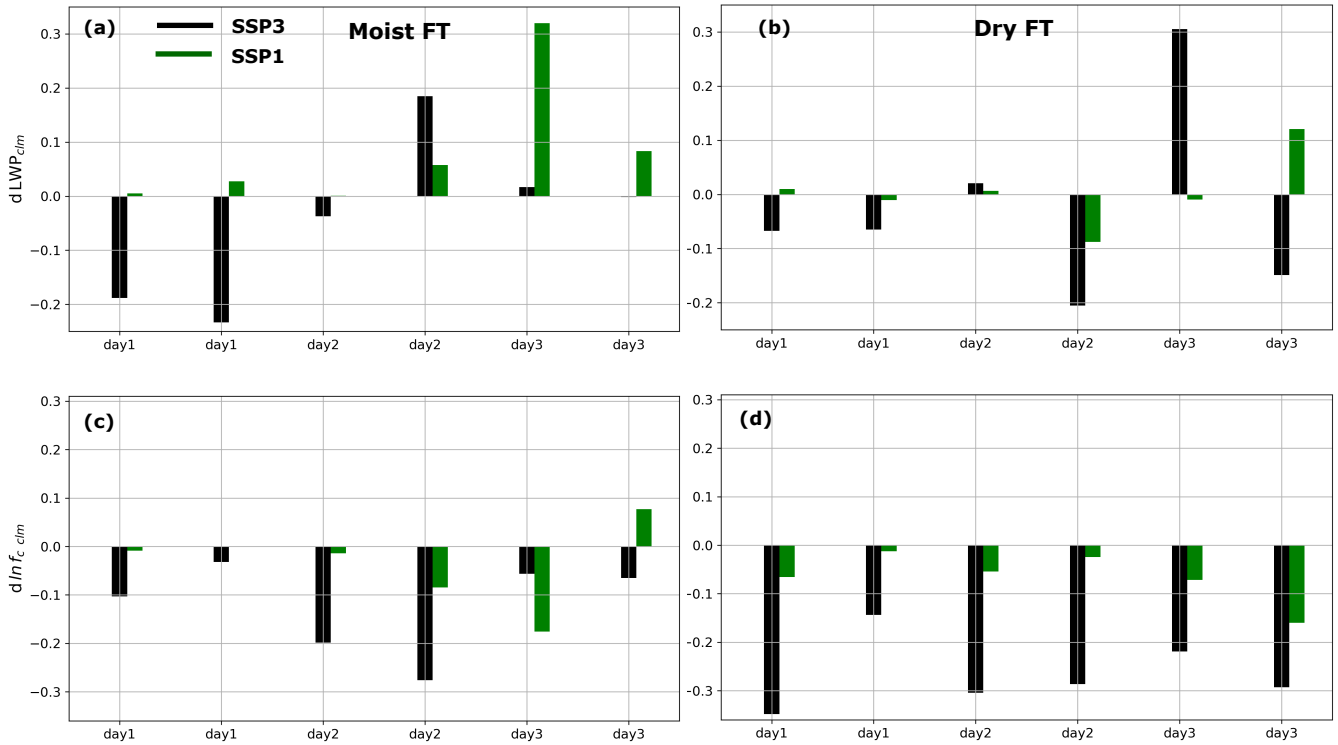 (a)
SSP3
SSP1
Moist FT
0.3
0.2
0.1
0.0
−0.1
−0.2
d LWP clm
day1 day1 day2 day2 day3 day3
(b)
Dry FT
0.3
0.2
0.1
0.0
-0.1
-0.2
day1 day1 day2 day2 day3 day3
(c)
0.3
0.2
0.1
0.0
−0.1
−0.2
−0.3
d ln fc clm
day1 day1 day2 day2 day3 day3
(d)
0.3
0.2
0.1
0.0
-0.1
-0.2
-0.3
day1 day1 day2 day2 day3 day3